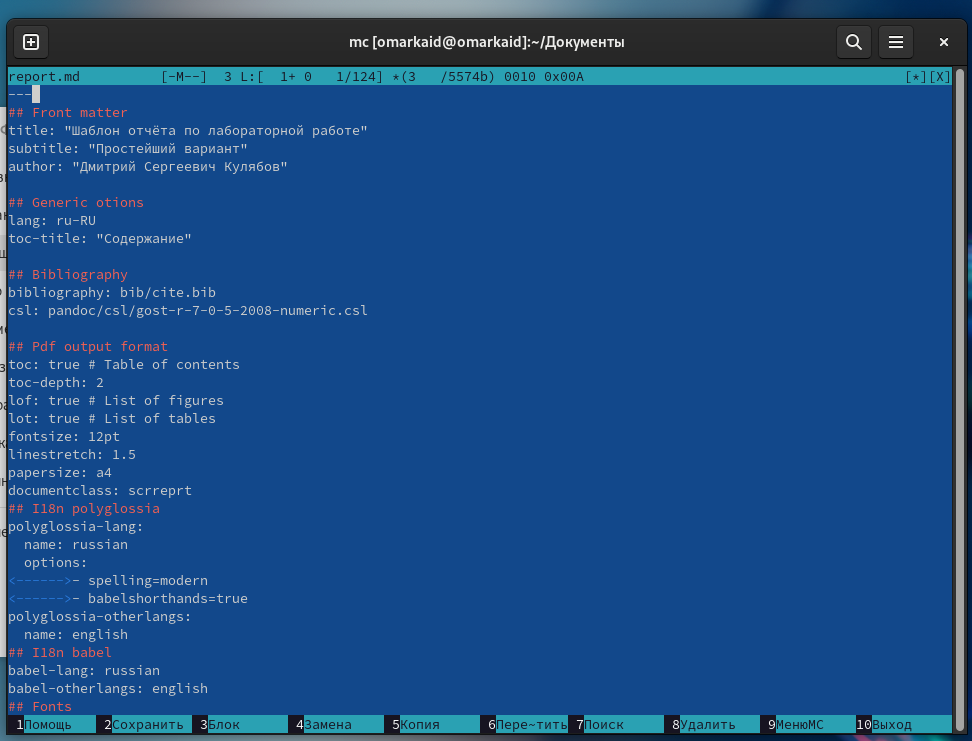 mc [omarkaid@omarkaid]:~/Документы
report.md [-M--] 3 L:[ 1+ 0 1/124] *(3 /5574b) 0010 0x00A [*][X]
---
## Front matter
title: "Шаблон отчёта по лабораторной работе"
subtitle: "Простейший вариант"
author: "Дмитрий Сергеевич Кулябов"
## Generic otions
lang: ru-RU
toc-title: "Содержание"
## Bibliography
bibliography: bib/cite.bib
csl: pandoc/csl/gost-r-7-0-5-2008-numeric.csl
## Pdf output format
toc: true # Table of contents
toc-depth: 2
lof: true # List of figures
lot: true # List of tables
fontsize: 12pt
linestretch: 1.5
papersize: a4
documentclass: scrreprt
## I18n polyglossia
polyglossia-lang:
  name: russian
  options:
<------>- spelling=modern
<------>- babelshorthands=true
polyglossia-otherlangs:
  name: english
## I18n babel
babel-lang: russian
babel-otherlangs: english
## Fonts
1Помощь 2Сохранить 3Блок 4Замена 5Копия 6Пере~тить 7Поиск 8Удалить 9МенюMC 10Выход